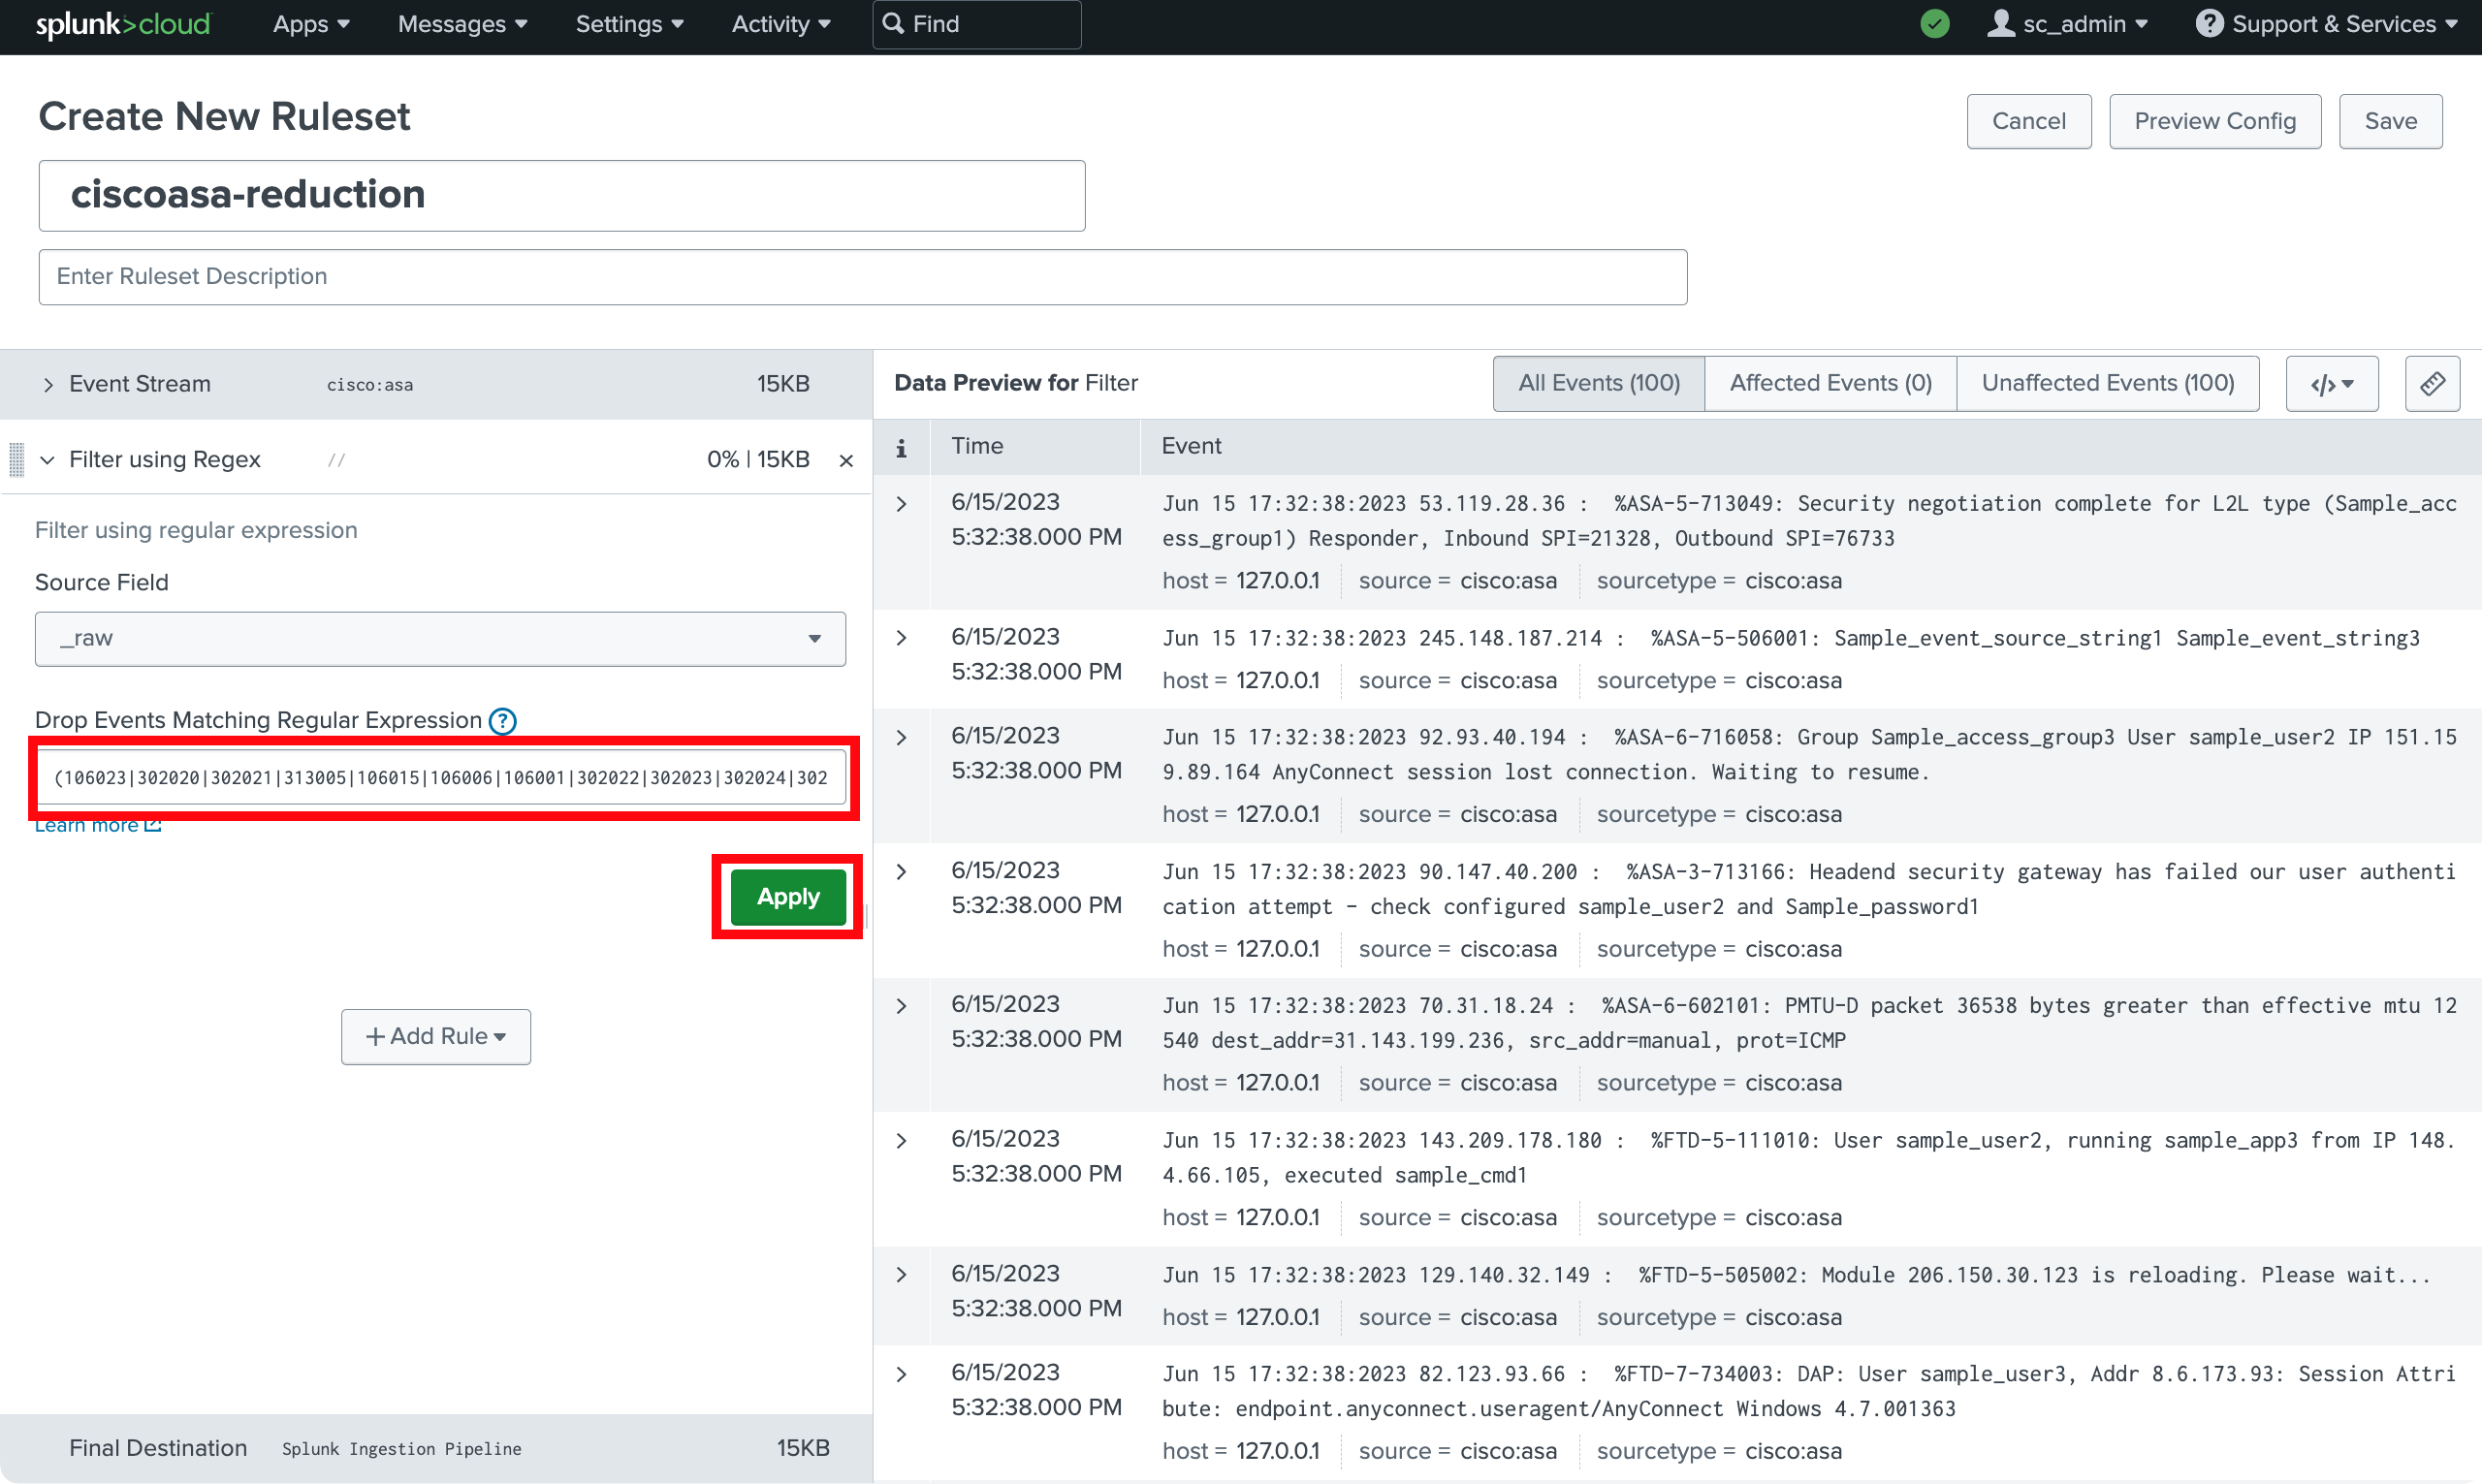 splunk>cloud Apps Messages Settings Activity Find sc_admin Support & Services
Create New Ruleset
Cancel Preview Config Save
ciscoasa-reduction
Enter Ruleset Description
Event Stream cisco:asa 15KB
Filter using Regex // 0% | 15KB
Filter using regular expression
Source Field
_raw
Drop Events Matching Regular Expression ?
(106023|302020|302021|313005|106015|106006|106001|302022|302023|302024|302
Learn more
Apply
+ Add Rule
Final Destination Splunk Ingestion Pipeline 15KB
Data Preview for Filter All Events (100) Affected Events (0) Unaffected Events (100) </>
i Time Event
6/15/2023 Jun 15 17:32:38:2023 53.119.28.36 : %ASA-5-713049: Security negotiation complete for L2L type (Sample_acc
5:32:38.000 PM ess_group1) Responder, Inbound SPI=21328, Outbound SPI=76733
host = 127.0.0.1 source = cisco:asa sourcetype = cisco:asa
6/15/2023 Jun 15 17:32:38:2023 245.148.187.214 : %ASA-5-506001: Sample_event_source_string1 Sample_event_string3
5:32:38.000 PM host = 127.0.0.1 source = cisco:asa sourcetype = cisco:asa
6/15/2023 Jun 15 17:32:38:2023 92.93.40.194 : %ASA-6-716058: Group Sample_access_group3 User sample_user2 IP 151.15
5:32:38.000 PM 9.89.164 AnyConnect session lost connection. Waiting to resume.
host = 127.0.0.1 source = cisco:asa sourcetype = cisco:asa
6/15/2023 Jun 15 17:32:38:2023 90.147.40.200 : %ASA-3-713166: Headend security gateway has failed our user authenti
5:32:38.000 PM cation attempt - check configured sample_user2 and Sample_password1
host = 127.0.0.1 source = cisco:asa sourcetype = cisco:asa
6/15/2023 Jun 15 17:32:38:2023 70.31.18.24 : %ASA-6-602101: PMTU-D packet 36538 bytes greater than effective mtu 12
5:32:38.000 PM 540 dest_addr=31.143.199.236, src_addr=manual, prot=ICMP
host = 127.0.0.1 source = cisco:asa sourcetype = cisco:asa
6/15/2023 Jun 15 17:32:38:2023 143.209.178.180 : %FTD-5-111010: User sample_user2, running sample_app3 from IP 148.
5:32:38.000 PM 4.66.105, executed sample_cmd1
host = 127.0.0.1 source = cisco:asa sourcetype = cisco:asa
6/15/2023 Jun 15 17:32:38:2023 129.140.32.149 : %FTD-5-505002: Module 206.150.30.123 is reloading. Please wait...
5:32:38.000 PM host = 127.0.0.1 source = cisco:asa sourcetype = cisco:asa
6/15/2023 Jun 15 17:32:38:2023 82.123.93.66 : %FTD-7-734003: DAP: User sample_user3, Addr 8.6.173.93: Session Attri
5:32:38.000 PM bute: endpoint.anyconnect.useragent/AnyConnect Windows 4.7.001363
host = 127.0.0.1 source = cisco:asa sourcetype = cisco:asa